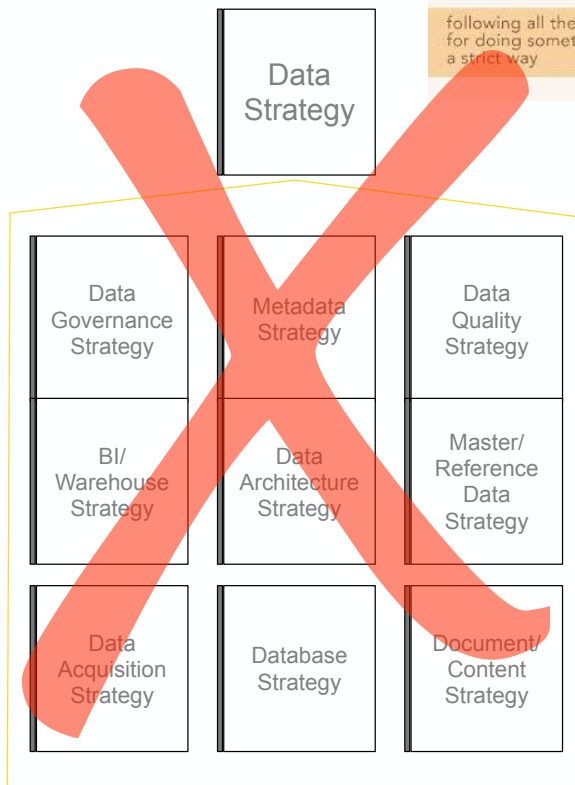 Data
Strategy
following all the
for doing somet
a strict way
Data
Governance
Strategy
Metadata
Strategy
Data
Quality
Strategy
BI/
Warehouse
Strategy
Data
Architecture
Strategy
Master/
Reference
Data
Strategy
Data
Acquisition
Strategy
Database
Strategy
Document/
Content
Strategy